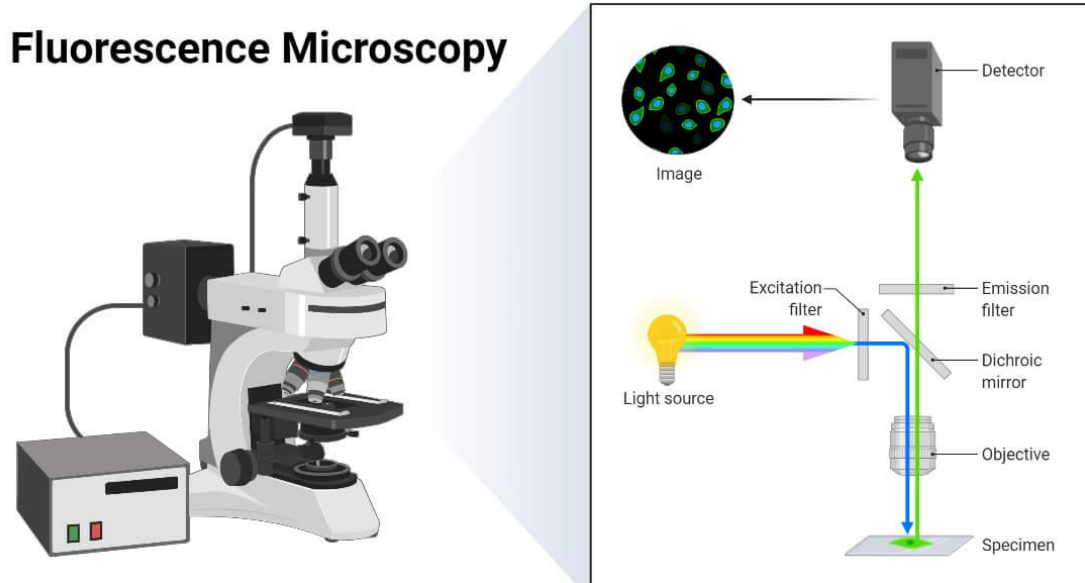 Fluorescence Microscopy
Detector
Image
Excitation
filter
Emission
filter
Dichroic
mirror
Light source
Objective
Specimen